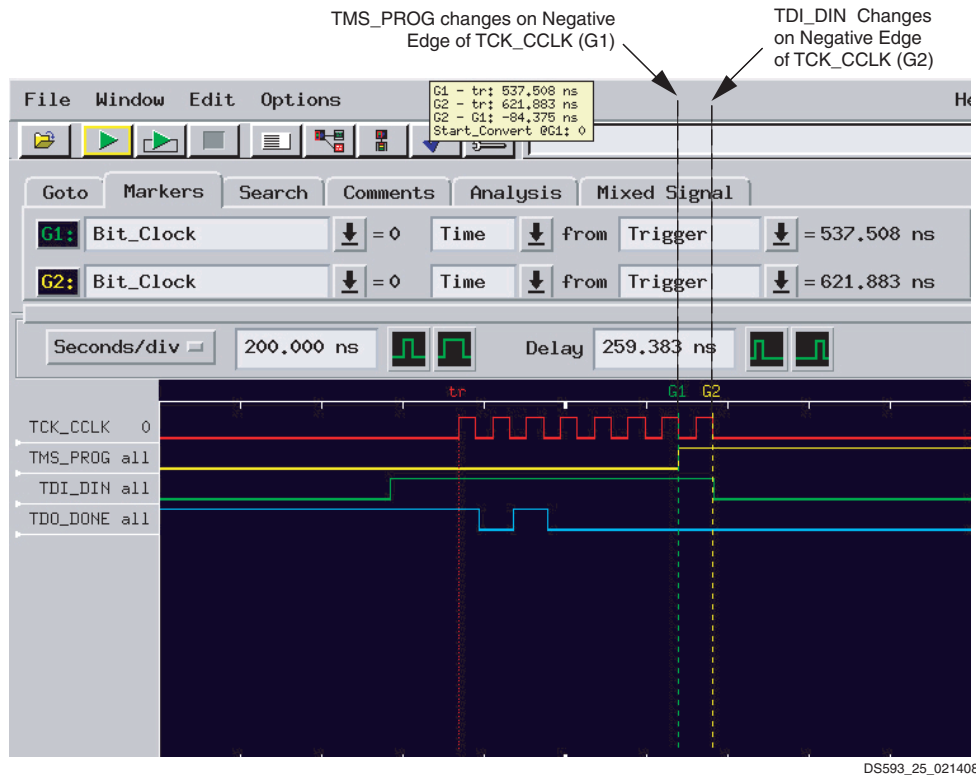 TMS_PROG changes on Negative
Edge of TCK_CCLK (G1)
TDI_DIN Changes
on Negative Edge
of TCK_CCLK (G2)
File Window Edit Options He
G1 - tr: 537.508 ns
G2 - tr: 621.883 ns
G2 - G1: -84.375 ns
Start_Convert @G1: 0
Goto Markers Search Comments Analysis Mixed Signal
G1: Bit_Clock = 0 Time from Trigger = 537.508 ns
G2: Bit_Clock = 0 Time from Trigger = 621.883 ns
Seconds/div 200.000 ns Delay 259.383 ns
tr G1 G2
TCK_CCLK 0
TMS_PROG all
TDI_DIN all
TDO_DONE all
DS593_25_021408